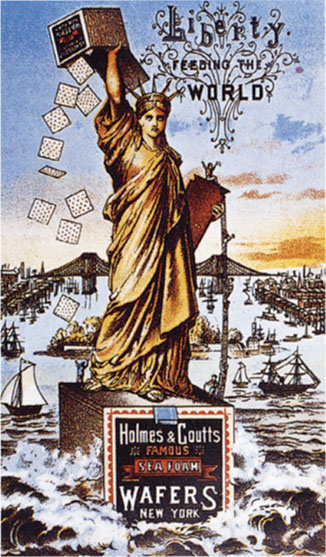 Liberty.
FEEDING THE
WORLD.
Holmes & Coutts
FAMOUS
SEA FOAM
WAFERS
NEW YORK